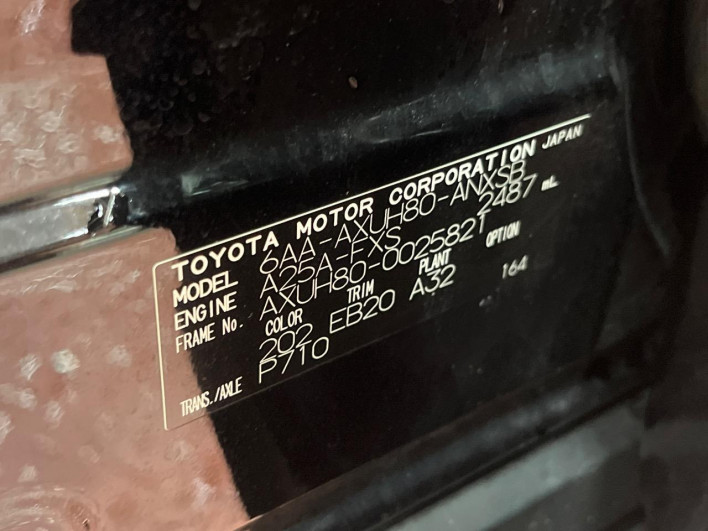 TOYOTA MOTOR CORPORATION JAPAN
MODEL 6AA-AXUH80-ANXSB
ENGINE A25A-FXS 2487 mL
FRAME No. AXUH80-0025821
COLOR TRIM PLANT OPTION
202 EB20 A32 164
TRANS./AXLE P710